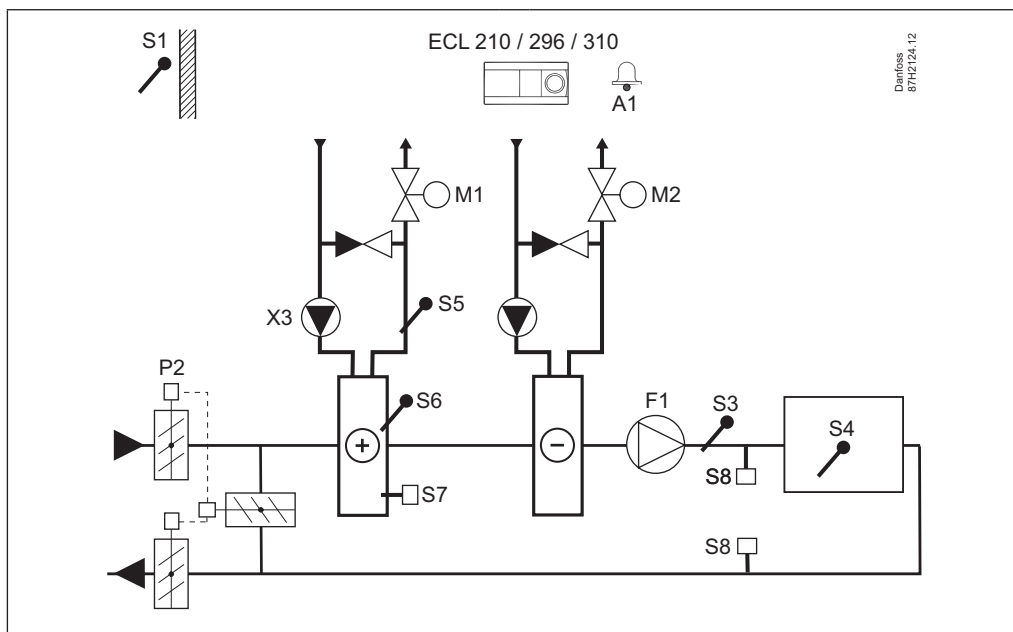 S1
ECL 210 / 296 / 310
A1
Danfoss
87H2124.12
M1
M2
S5
X3
P2
S6
F1
S3
S4
S8
S7
S8